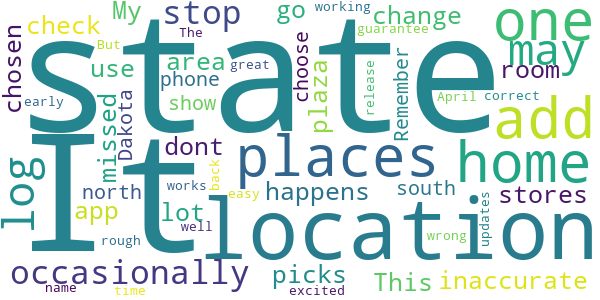 state
It
location
places
home
add
one
may
log
occasionally
stop
go
My
working
change
guarantee
check
But
The
chosen
area
use
phone
great
choose
plaza
room
early
show
missed
Dakota
Remember
release
April
correct
dont
north
works
back
easy
happens
south
stores
app
lot
well
rough
wrong
updates
picks
This
inaccurate
name
time
excited